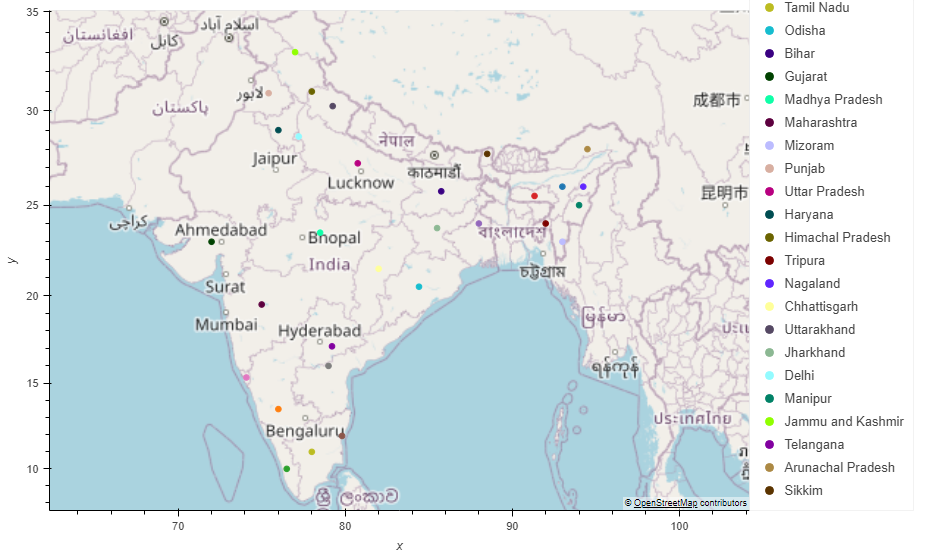 35
30
25
20
15
10
y
70
80
90
100
x
افغانستان
کابل
اسلام آباد
لاہور
پاکستان
کراچی
Jaipur
नेपाल
काठमाडौं
Lucknow
Ahmedabad
Bhopal
India
Surat
Mumbai
Hyderabad
Bengaluru
বাংলাদেশ
চট্টগ্রাম
မြန်မာ
ရန်ကုန်
ประเทศไทย
成都市
昆明市
© OpenStreetMap contributors
Tamil Nadu
Odisha
Bihar
Gujarat
Madhya Pradesh
Maharashtra
Mizoram
Punjab
Uttar Pradesh
Haryana
Himachal Pradesh
Tripura
Nagaland
Chhattisgarh
Uttarakhand
Jharkhand
Delhi
Manipur
Jammu and Kashmir
Telangana
Arunachal Pradesh
Sikkim